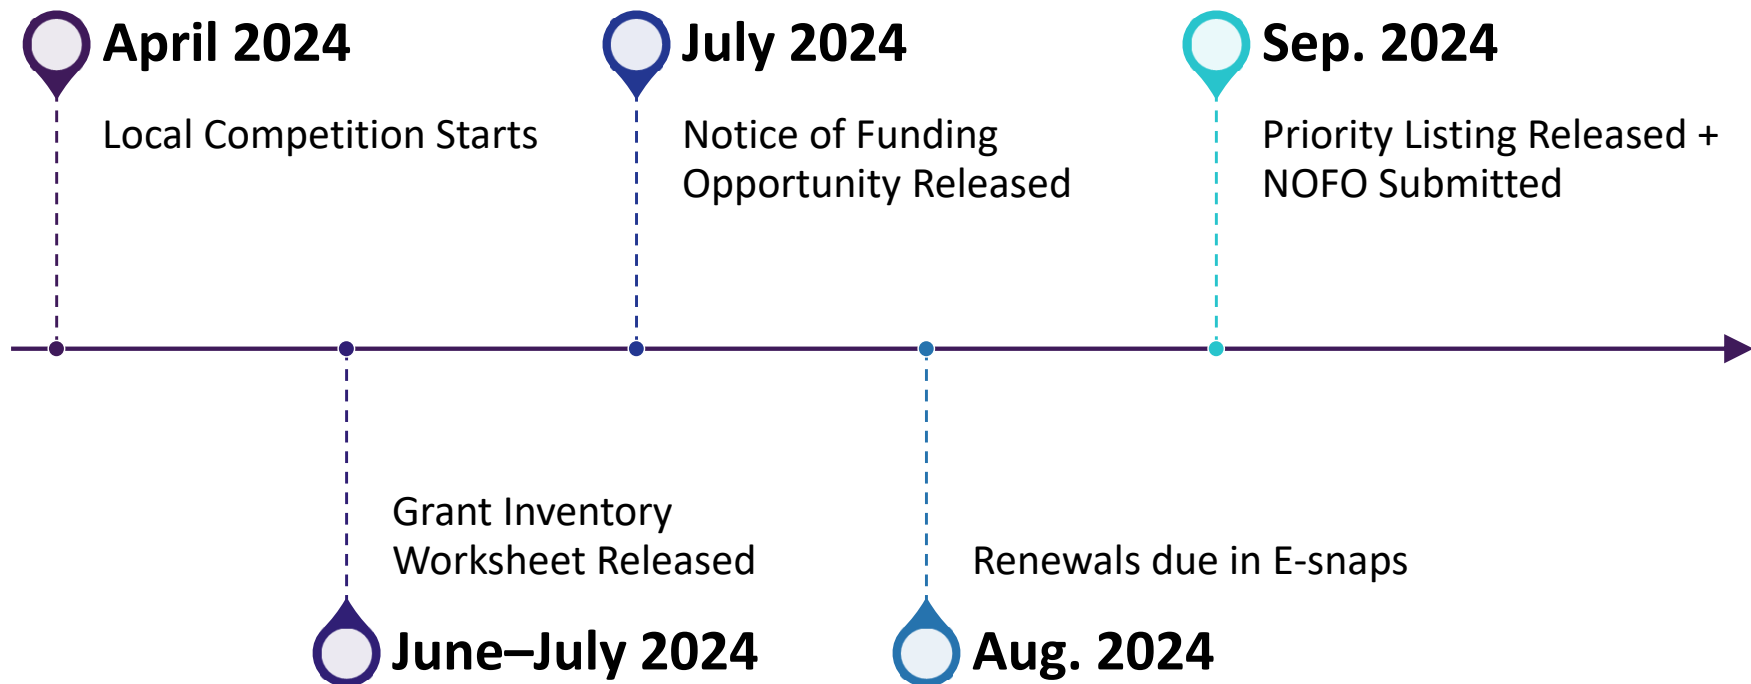 April 2024
Local Competition Starts
July 2024
Notice of Funding
Opportunity Released
Sep. 2024
Priority Listing Released +
NOFO Submitted
Grant Inventory
Worksheet Released
June–July 2024
Renewals due in E-snaps
Aug. 2024